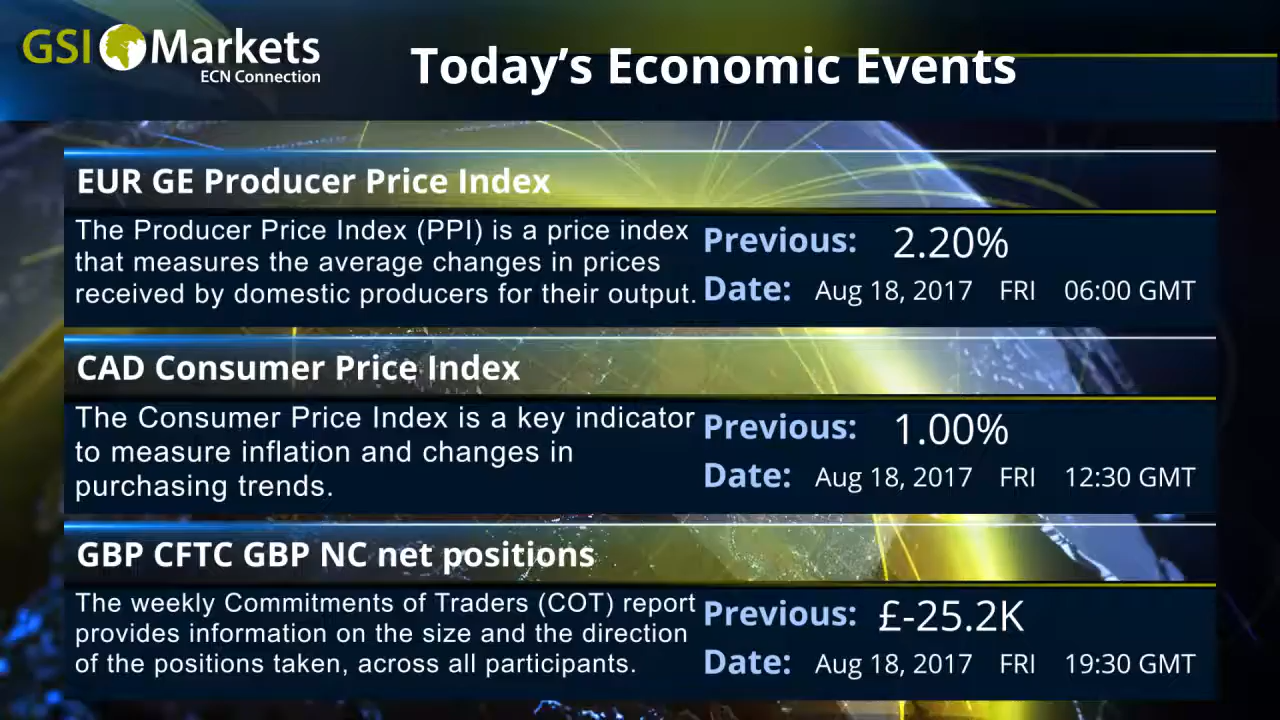 GSI Markets
ECN Connection
Today's Economic Events
EUR GE Producer Price Index
The Producer Price Index (PPI) is a price index
that measures the average changes in prices
received by domestic producers for their output.
Previous: 2.20%
Date: Aug 18, 2017 FRI 06:00 GMT
CAD Consumer Price Index
The Consumer Price Index is a key indicator
to measure inflation and changes in
purchasing trends.
Previous: 1.00%
Date: Aug 18, 2017 FRI 12:30 GMT
GBP CFTC GBP NC net positions
The weekly Commitments of Traders (COT) report
provides information on the size and the direction
of the positions taken, across all participants.
Previous: £-25.2K
Date: Aug 18, 2017 FRI 19:30 GMT